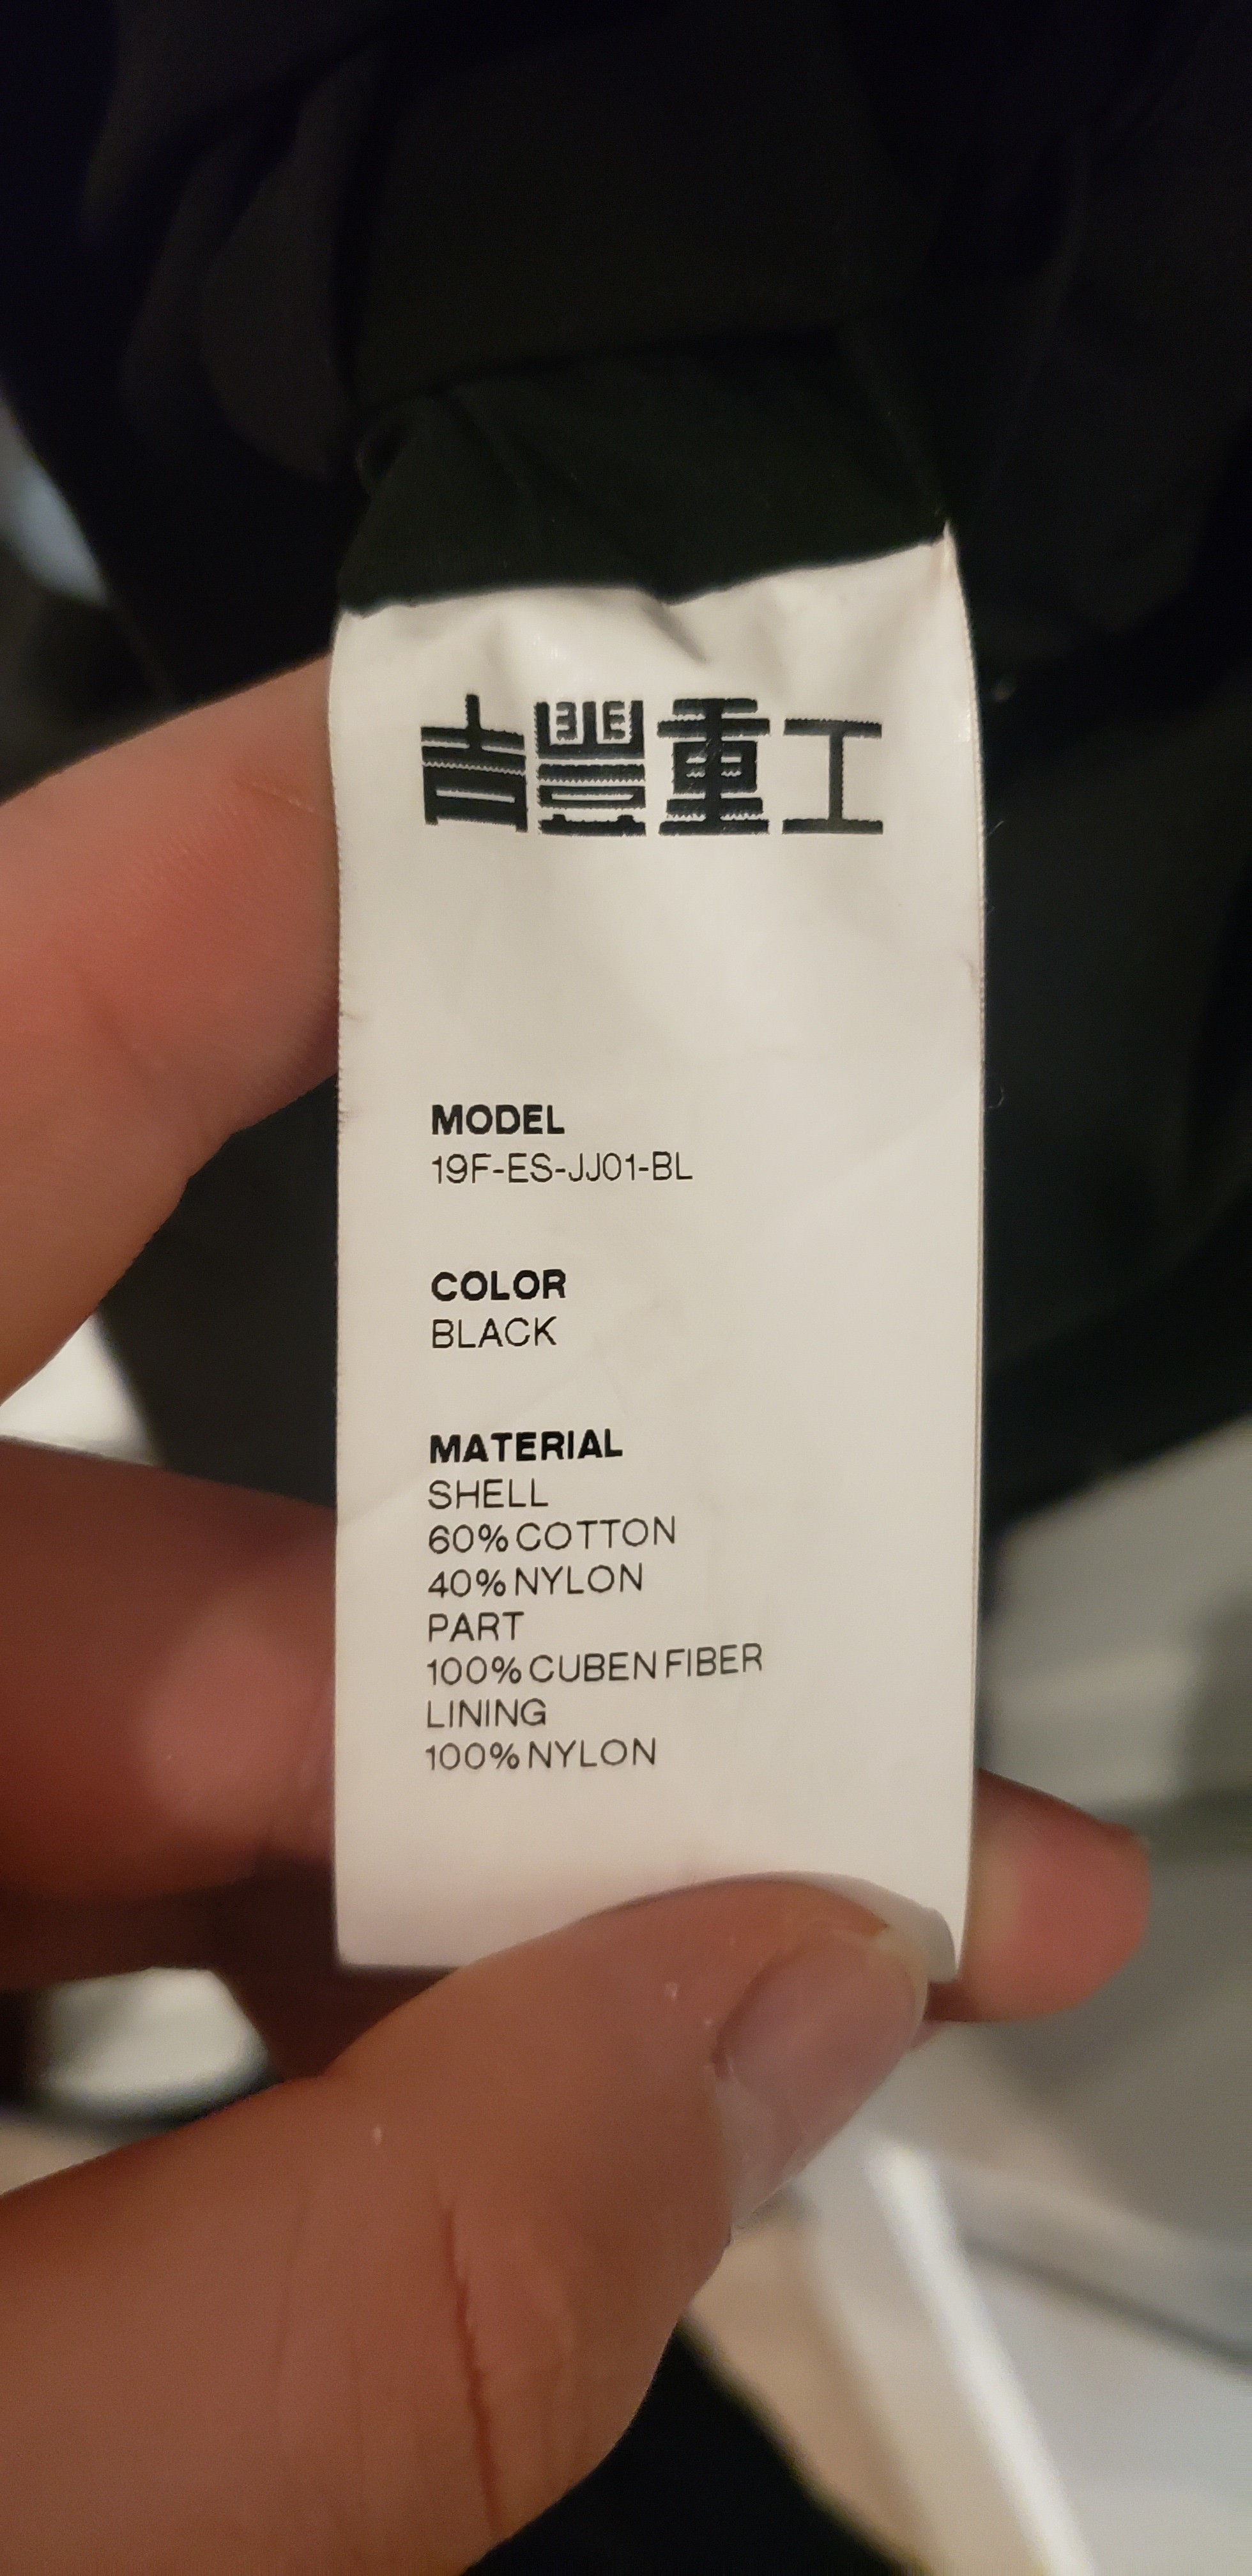 吉豐重工
MODEL
19F-ES-JJ01-BL
COLOR
BLACK
MATERIAL
SHELL
60% COTTON
40% NYLON
PART
100% CUBEN FIBER
LINING
100% NYLON